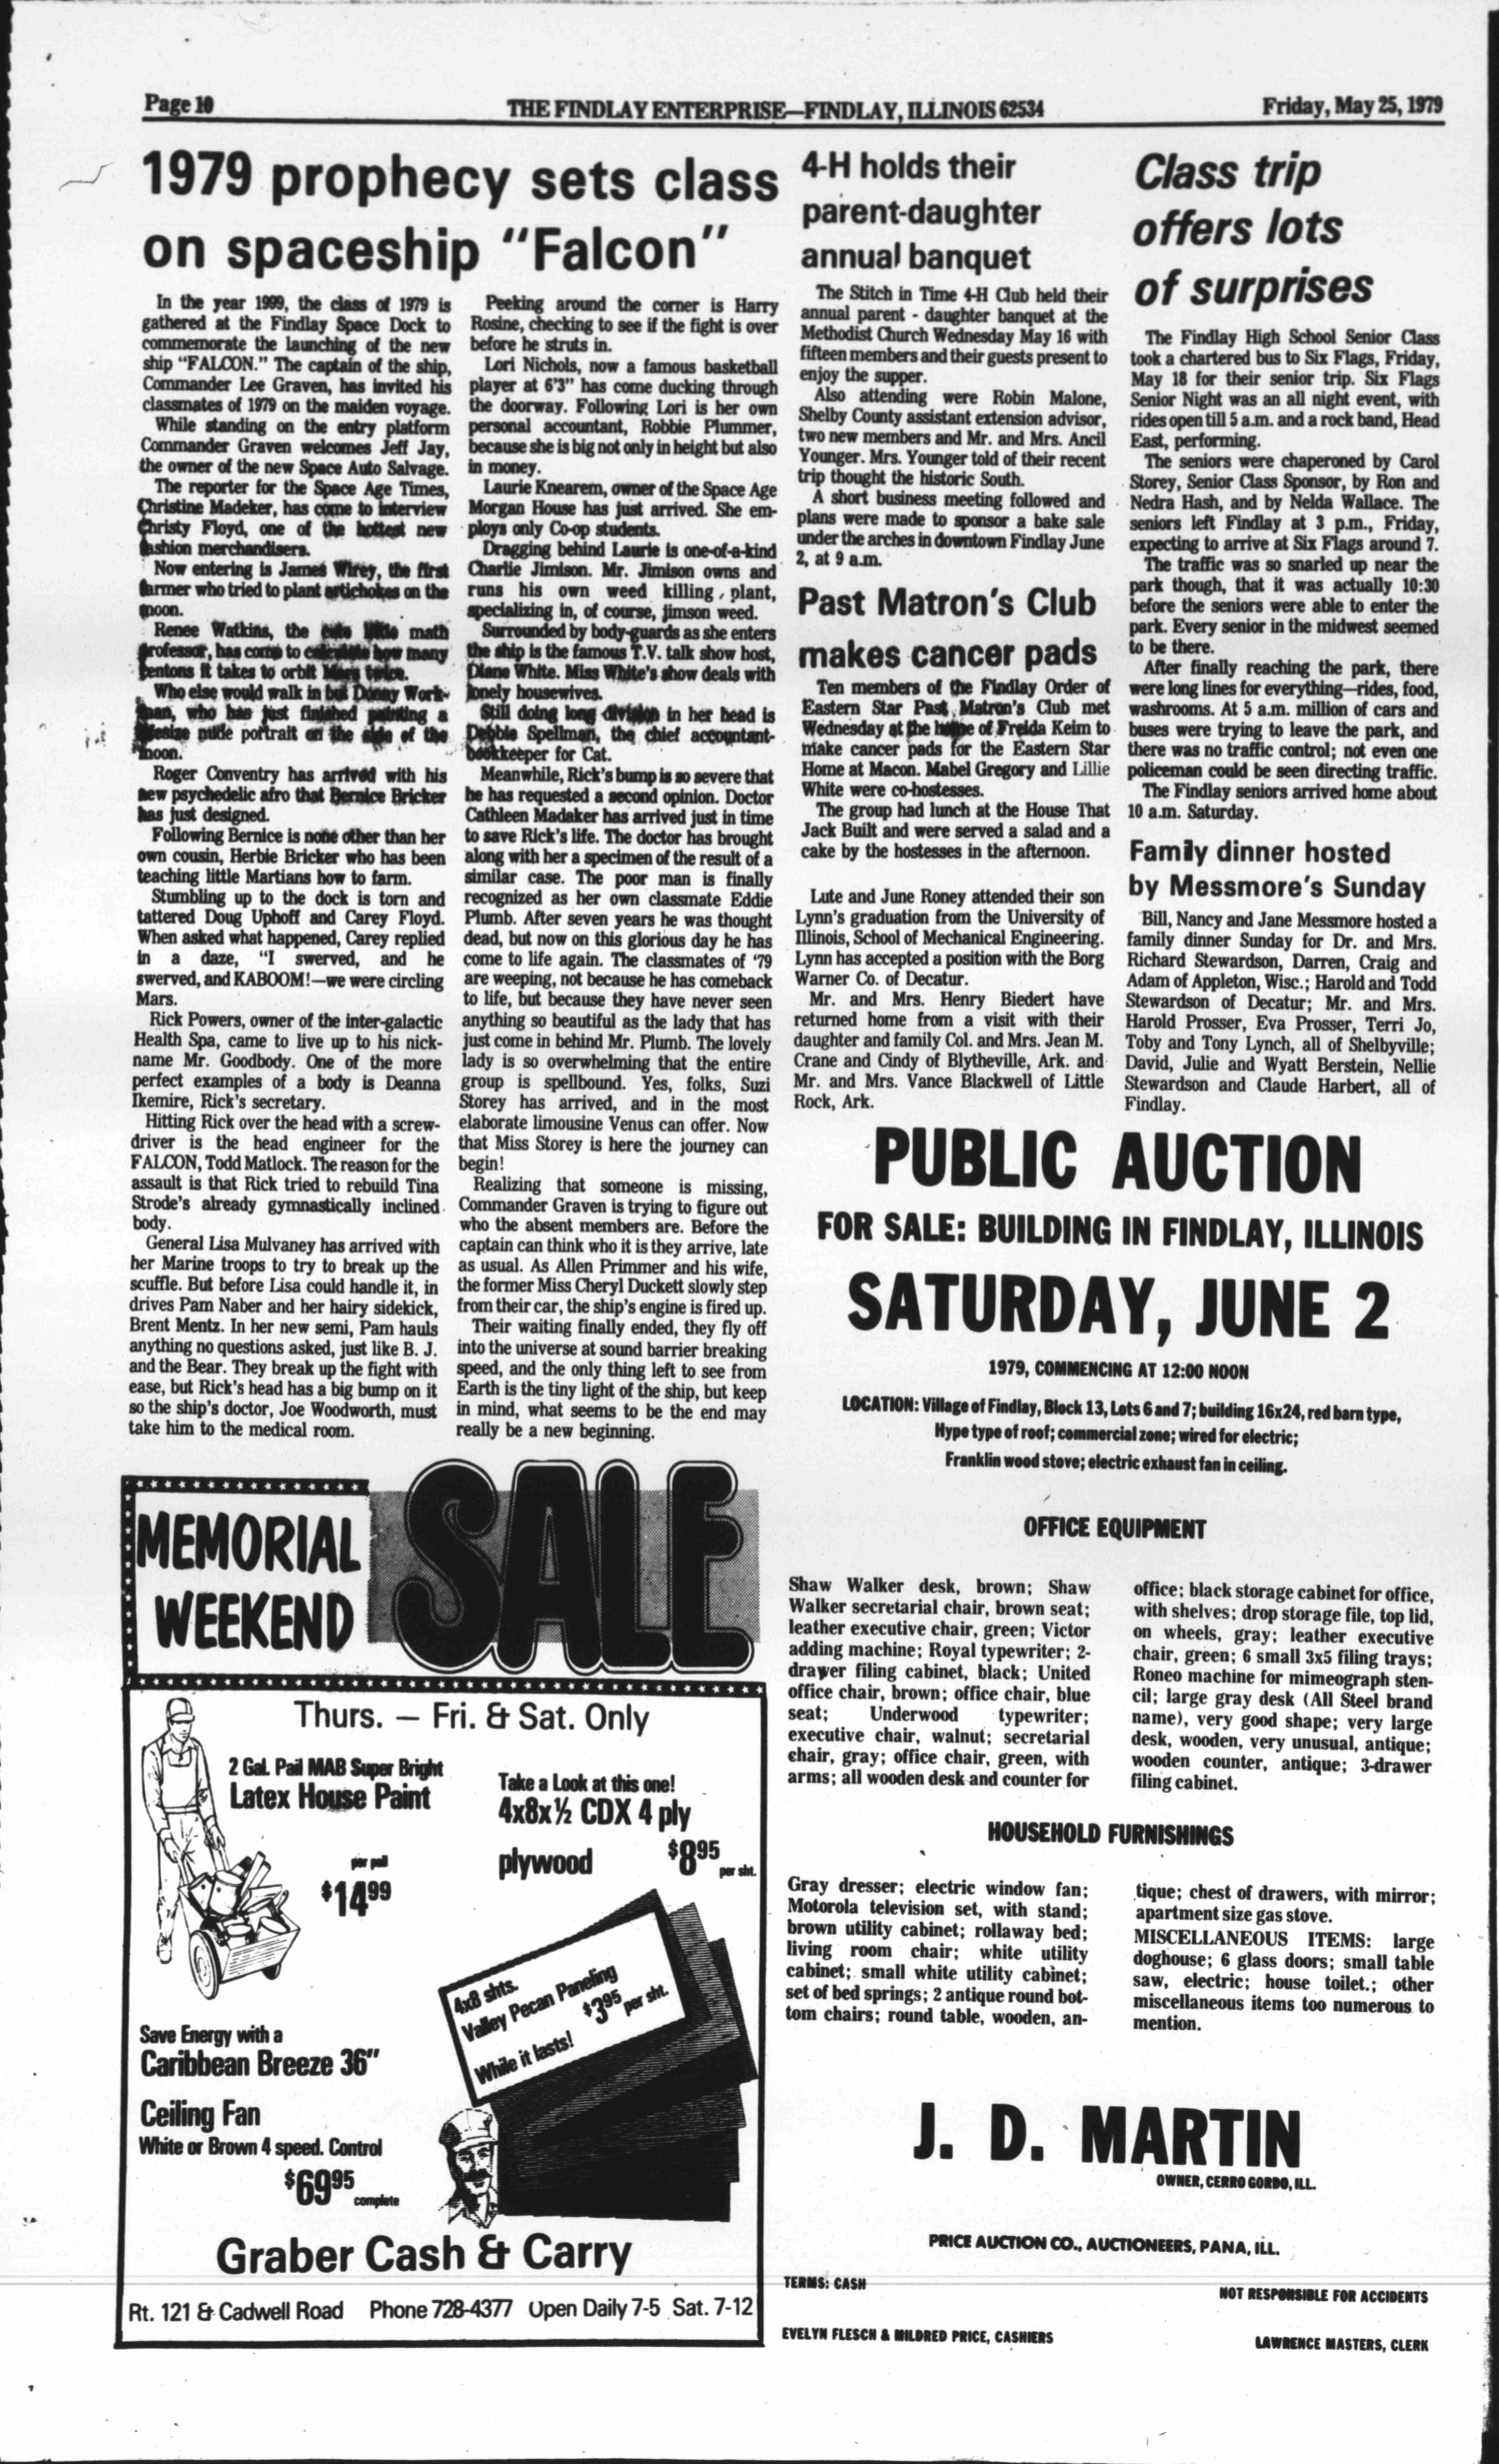 Page 10
THE FINDLAY ENTERPRISE—FINDLAY, ILLINOIS 62534
Friday, May 25, 1979
1979 prophecy sets class
on spaceship "Falcon"
In the year 1999, the class of 1979 is
gathered at the Findlay Space Dock to
commemorate the launching of the new
ship "FALCON." The captain of the ship,
Commander Lee Graven, has invited his
classmates of 1979 on the maiden voyage.
While standing on the entry platform
Commander Graven welcomes Jeff Jay,
the owner of the new Space Auto Salvage.
The reporter for the Space Age Times,
Christine Madeker, has come to interview
Christy Floyd, one of the hottest new
fashion merchandisers.
Now entering is James Wirey, the first
farmer who tried to plant artichokes on the
moon.
Renee Watkins, the cute little math
professor, has come to calculate how many
pentons it takes to orbit Mars twice.
Who else would walk in but Donny Work-
man, who has just finished painting a
lifesize nude portrait on the side of the
moon.
Roger Conventry has arrived with his
new psychedelic afro that Bernice Bricker
has just designed.
Following Bernice is none other than her
own cousin, Herbie Bricker who has been
teaching little Martians how to farm.
Stumbling up to the dock is torn and
tattered Doug Uphoff and Carey Floyd.
When asked what happened, Carey replied
in a daze, "I swerved, and he
swerved, and KABOOM!—we were circling
Mars.
Rick Powers, owner of the inter-galactic
Health Spa, came to live up to his nick-
name Mr. Goodbody. One of the more
perfect examples of a body is Deanna
Ikemire, Rick's secretary.
Hitting Rick over the head with a screw-
driver is the head engineer for the
FALCON, Todd Matlock. The reason for the
assault is that Rick tried to rebuild Tina
Strode's already gymnastically inclined
body.
General Lisa Mulvaney has arrived with
her Marine troops to try to break up the
scuffle. But before Lisa could handle it, in
drives Pam Naber and her hairy sidekick,
Brent Mentz. In her new semi, Pam hauls
anything no questions asked, just like B. J.
and the Bear. They break up the fight with
ease, but Rick's head has a big bump on it
so the ship's doctor, Joe Woodworth, must
take him to the medical room.
Peeking around the corner is Harry
Rosine, checking to see if the fight is over
before he struts in.
Lori Nichols, now a famous basketball
player at 6'3" has come ducking through
the doorway. Following Lori is her own
personal accountant, Robbie Plummer,
because she is big not only in height but also
in money.
Laurie Knearem, owner of the Space Age
Morgan House has just arrived. She em-
ploys only Co-op students.
Dragging behind Laurie is one-of-a-kind
Charlie Jimison. Mr. Jimison owns and
runs his own weed killing plant,
specializing in, of course, jimson weed.
Surrounded by body-guards as she enters
the ship is the famous T.V. talk show host,
Diane White. Miss White's show deals with
lonely housewives.
Still doing long division in her head is
Debbie Spellman, the chief accountant-
bookkeeper for Cat.
Meanwhile, Rick's bump is so severe that
he has requested a second opinion. Doctor
Cathleen Madaker has arrived just in time
to save Rick's life. The doctor has brought
along with her a specimen of the result of a
similar case. The poor man is finally
recognized as her own classmate Eddie
Plumb. After seven years he was thought
dead, but now on this glorious day he has
come to life again. The classmates of '79
are weeping, not because he has comeback
to life, but because they have never seen
anything so beautiful as the lady that has
just come in behind Mr. Plumb. The lovely
lady is so overwhelming that the entire
group is spellbound. Yes, folks, Suzi
Storey has arrived, and in the most
elaborate limousine Venus can offer. Now
that Miss Storey is here the journey can
begin!
Realizing that someone is missing,
Commander Graven is trying to figure out
who the absent members are. Before the
captain can think who it is they arrive, late
as usual. As Allen Primmer and his wife,
the former Miss Cheryl Duckett slowly step
from their car, the ship's engine is fired up.
Their waiting finally ended, they fly off
into the universe at sound barrier breaking
speed, and the only thing left to see from
Earth is the tiny light of the ship, but keep
in mind, what seems to be the end may
really be a new beginning.
4-H holds their
parent-daughter
annual banquet
The Stitch in Time 4-H Club held their
annual parent - daughter banquet at the
Methodist Church Wednesday May 16 with
fifteen members and their guests present to
enjoy the supper.
Also attending were Robin Malone,
Shelby County assistant extension advisor,
two new members and Mr. and Mrs. Ancil
Younger. Mrs. Younger told of their recent
trip thought the historic South.
A short business meeting followed and
plans were made to sponsor a bake sale
under the arches in downtown Findlay June
2, at 9 a.m.
Past Matron's Club
makes cancer pads
Ten members of the Findlay Order of
Eastern Star Past Matron's Club met
Wednesday at the home of Freida Keim to
make cancer pads for the Eastern Star
Home at Macon. Mabel Gregory and Lillie
White were co-hostesses.
The group had lunch at the House That
Jack Built and were served a salad and a
cake by the hostesses in the afternoon.
Lute and June Roney attended their son
Lynn's graduation from the University of
Illinois, School of Mechanical Engineering.
Lynn has accepted a position with the Borg
Warner Co. of Decatur.
Mr. and Mrs. Henry Biedert have
returned home from a visit with their
daughter and family Col. and Mrs. Jean M.
Crane and Cindy of Blytheville, Ark. and
Mr. and Mrs. Vance Blackwell of Little
Rock, Ark.
Class trip
offers lots
of surprises
The Findlay High School Senior Class
took a chartered bus to Six Flags, Friday,
May 18 for their senior trip. Six Flags
Senior Night was an all night event, with
rides open till 5 a.m. and a rock band, Head
East, performing.
The seniors were chaperoned by Carol
Storey, Senior Class Sponsor, by Ron and
Nedra Hash, and by Nelda Wallace. The
seniors left Findlay at 3 p.m., Friday,
expecting to arrive at Six Flags around 7.
The traffic was so snarled up near the
park though, that it was actually 10:30
before the seniors were able to enter the
park. Every senior in the midwest seemed
to be there.
After finally reaching the park, there
were long lines for everything—rides, food,
washrooms. At 5 a.m. million of cars and
buses were trying to leave the park, and
there was no traffic control; not even one
policeman could be seen directing traffic.
The Findlay seniors arrived home about
10 a.m. Saturday.
Family dinner hosted
by Messmore's Sunday
Bill, Nancy and Jane Messmore hosted a
family dinner Sunday for Dr. and Mrs.
Richard Stewardson, Darren, Craig and
Adam of Appleton, Wisc.; Harold and Todd
Stewardson of Decatur; Mr. and Mrs.
Harold Prosser, Eva Prosser, Terri Jo,
Toby and Tony Lynch, all of Shelbyville;
David, Julie and Wyatt Berstein, Nellie
Stewardson and Claude Harbert, all of
Findlay.
MEMORIAL
WEEKEND
SALE
Thurs. — Fri. & Sat. Only
2 Gal. Pail MAB Super Bright
Latex House Paint
per pail
$14.99
Take a Look at this one!
4x8x½ CDX 4 ply
plywood $8.95 per sht.
4x8 shts.
Valley Pecan Paneling
$3.95 per sht.
While it lasts!
Save Energy with a
Caribbean Breeze 36"
Ceiling Fan
White or Brown 4 speed. Control
$69.95 complete
Graber Cash & Carry
Rt. 121 & Cadwell Road Phone 728-4377 Open Daily 7-5 Sat. 7-12
PUBLIC AUCTION
FOR SALE: BUILDING IN FINDLAY, ILLINOIS
SATURDAY, JUNE 2
1979, COMMENCING AT 12:00 NOON
LOCATION: Village of Findlay, Block 13, Lots 6 and 7; building 16x24, red barn type,
Hype type of roof; commercial zone; wired for electric;
Franklin wood stove; electric exhaust fan in ceiling.
OFFICE EQUIPMENT
Shaw Walker desk, brown; Shaw
Walker secretarial chair, brown seat;
leather executive chair, green; Victor
adding machine; Royal typewriter; 2-
drawer filing cabinet, black; United
office chair, brown; office chair, blue
seat; Underwood typewriter;
executive chair, walnut; secretarial
chair, gray; office chair, green, with
arms; all wooden desk and counter for
office; black storage cabinet for office,
with shelves; drop storage file, top lid,
on wheels, gray; leather executive
chair, green; 6 small 3x5 filing trays;
Roneo machine for mimeograph sten-
cil; large gray desk (All Steel brand
name), very good shape; very large
desk, wooden, very unusual, antique;
wooden counter, antique; 3-drawer
filing cabinet.
HOUSEHOLD FURNISHINGS
Gray dresser; electric window fan;
Motorola television set, with stand;
brown utility cabinet; rollaway bed;
living room chair; white utility
cabinet; small white utility cabinet;
set of bed springs; 2 antique round bot-
tom chairs; round table, wooden, an-
tique; chest of drawers, with mirror;
apartment size gas stove.
MISCELLANEOUS ITEMS: large
doghouse; 6 glass doors; small table
saw, electric; house toilet.; other
miscellaneous items too numerous to
mention.
J. D. MARTIN
OWNER, CERRO GORDO, ILL.
PRICE AUCTION CO., AUCTIONEERS, PANA, ILL.
TERMS: CASH
NOT RESPONSIBLE FOR ACCIDENTS
EVELYN FLESCH & MILDRED PRICE, CASHIERS
LAWRENCE MASTERS, CLERK